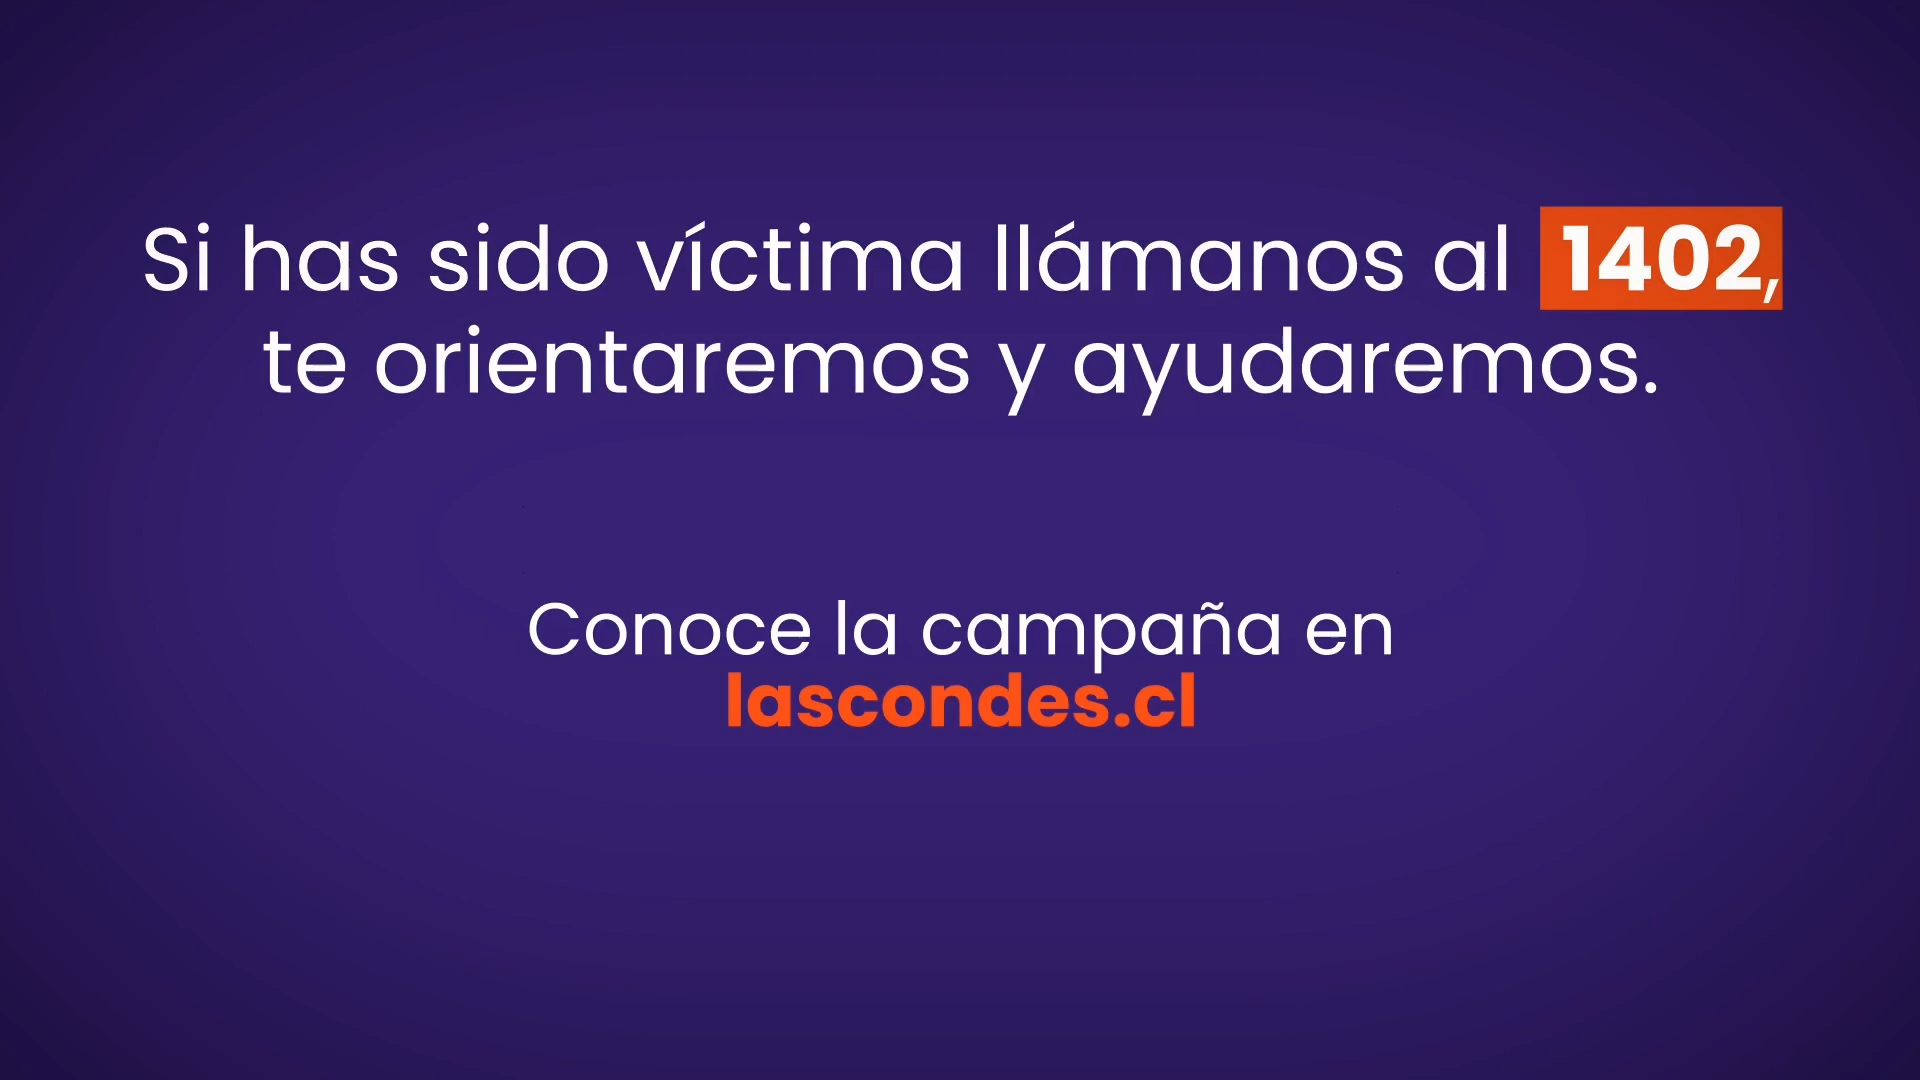 Si has sido víctima llámanos al 1402,
te orientaremos y ayudaremos.
Conoce la campaña en
lascondes.cl